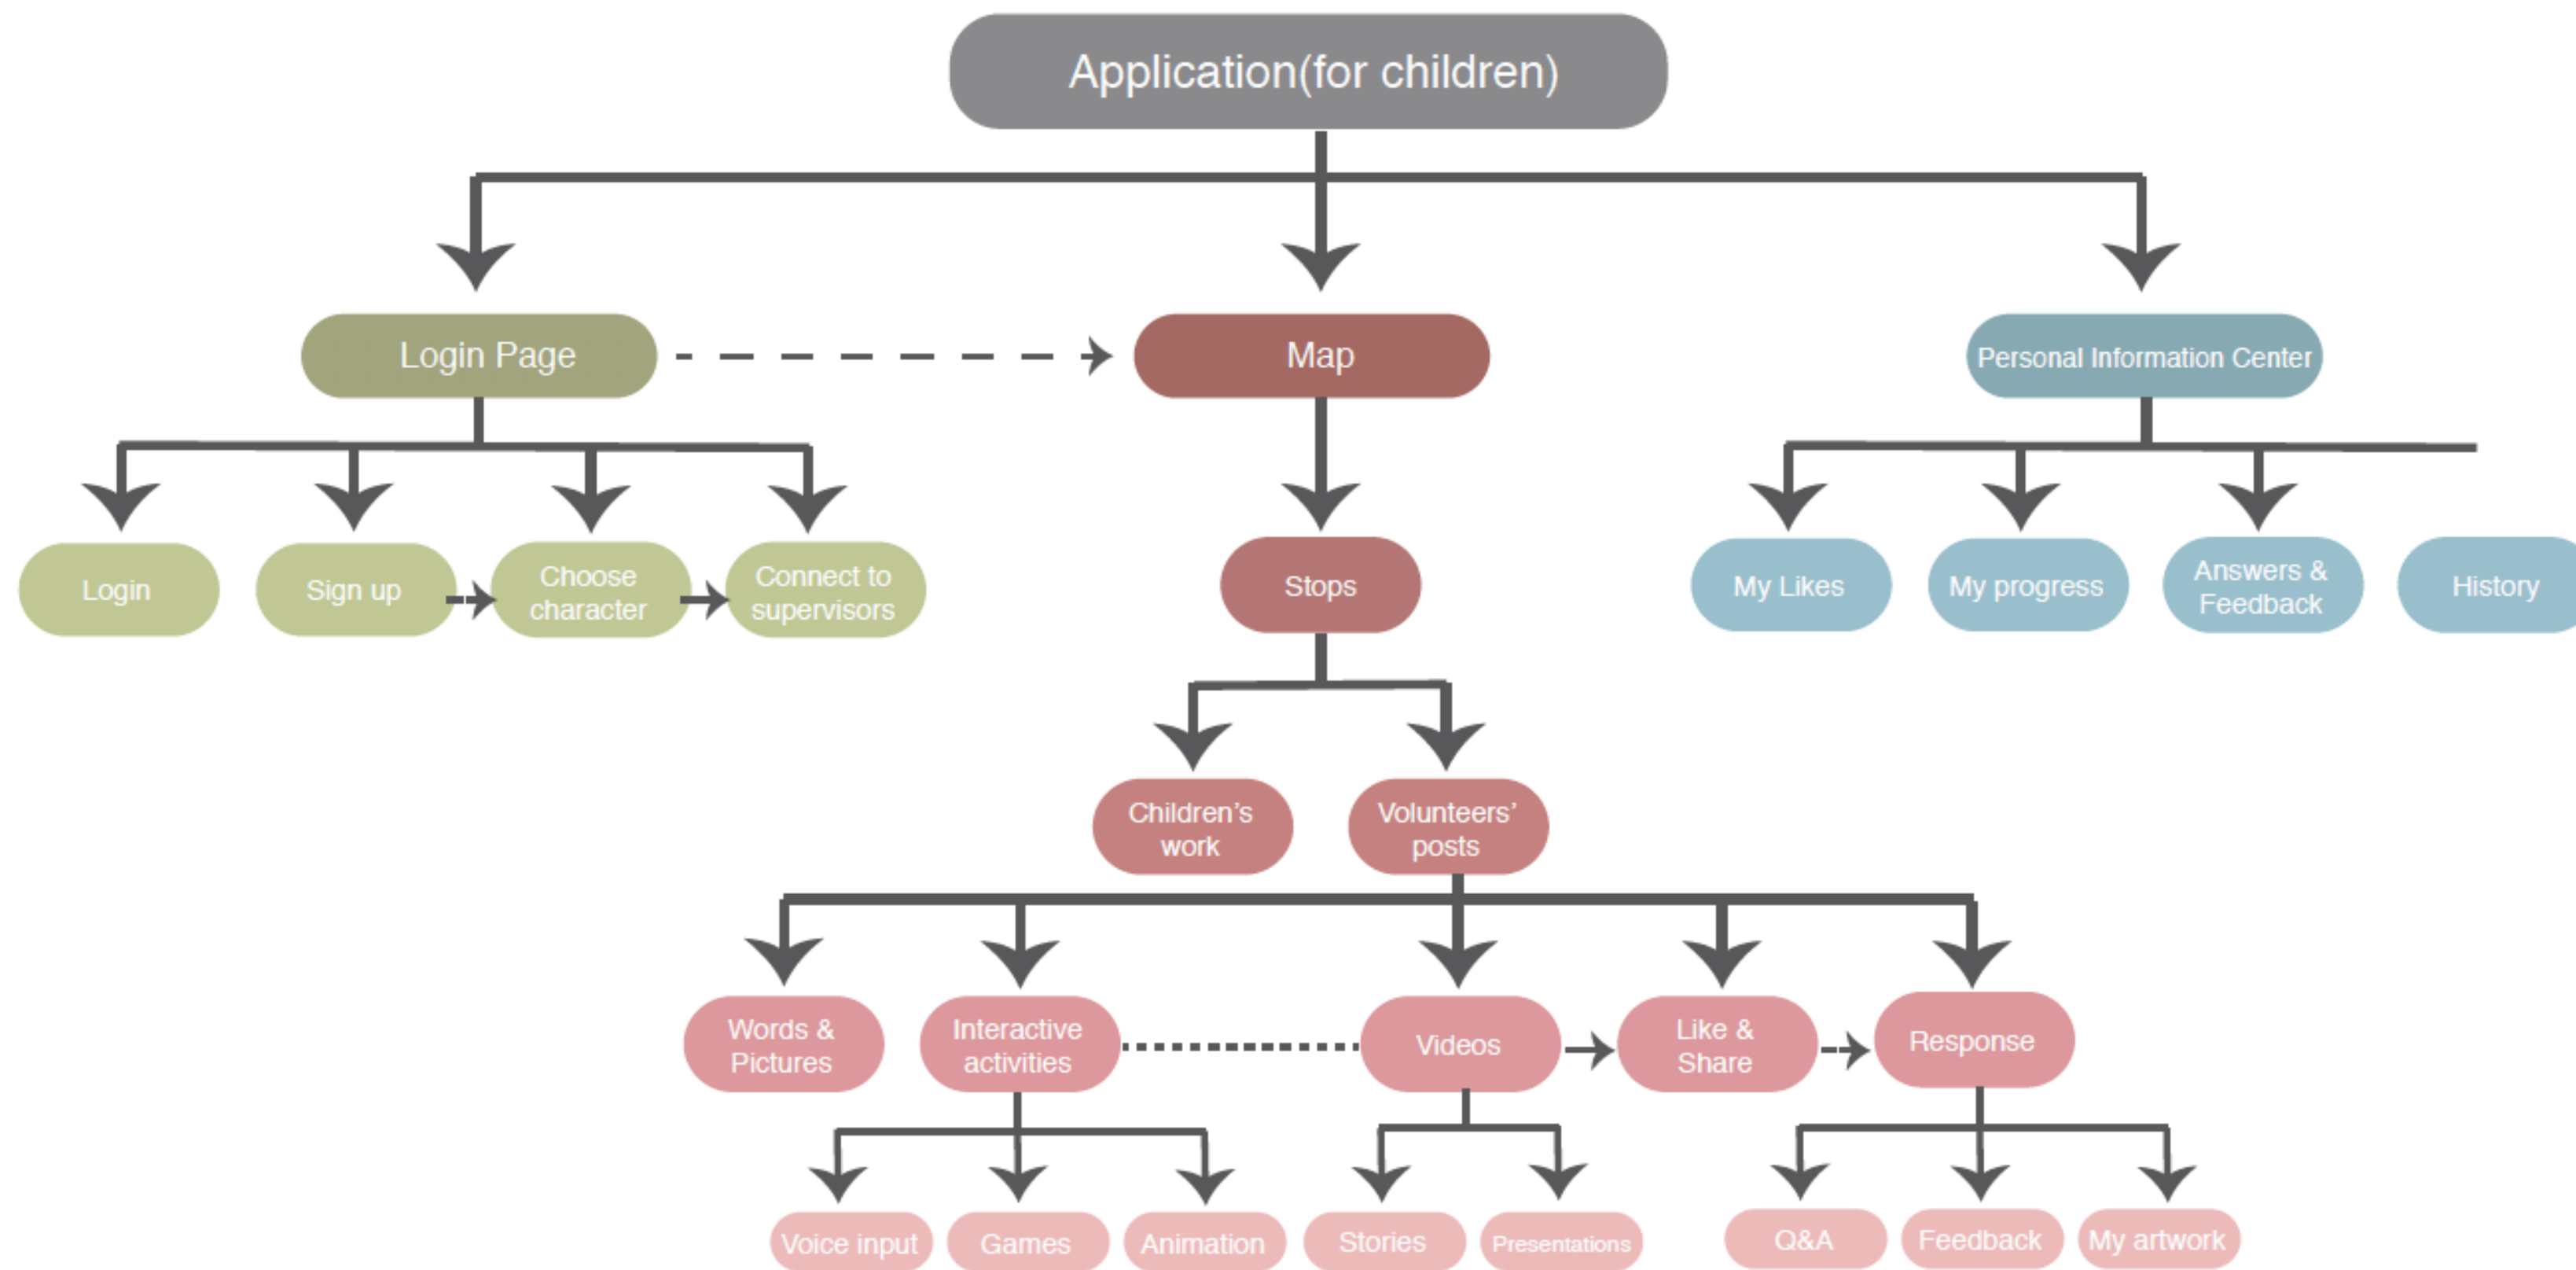 Application(for children)
Login Page
Map
Personal Information Center
Login
Sign up
Choose
character
Connect to
supervisors
Stops
My Likes
My progress
Answers &
Feedback
History
Children's
work
Volunteers'
posts
Words &
Pictures
Interactive
activities
Videos
Like &
Share
Response
Voice input
Games
Animation
Stories
Presentations
Q&A
Feedback
My artwork